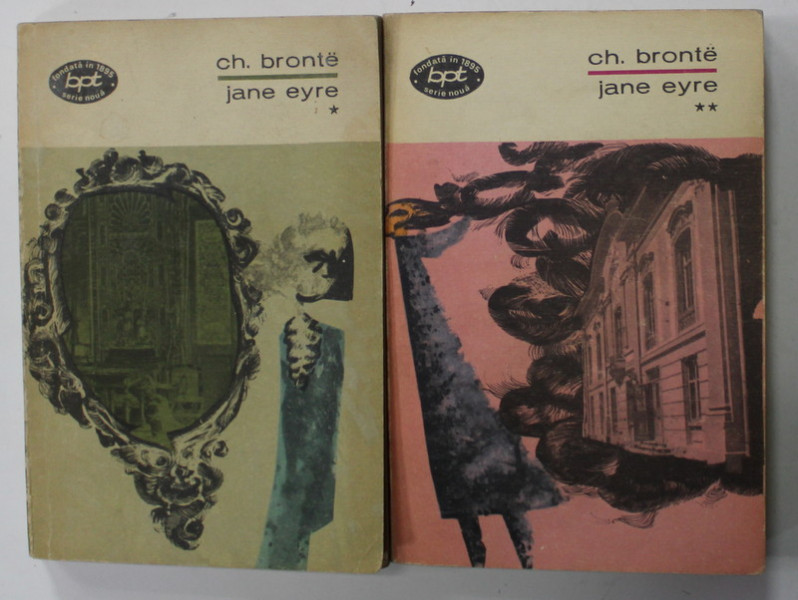 fondată în 1895
bpt
serie nouă
ch. brontë
jane eyre
*
fondată în 1895
bpt
serie nouă
ch. brontë
jane eyre
**